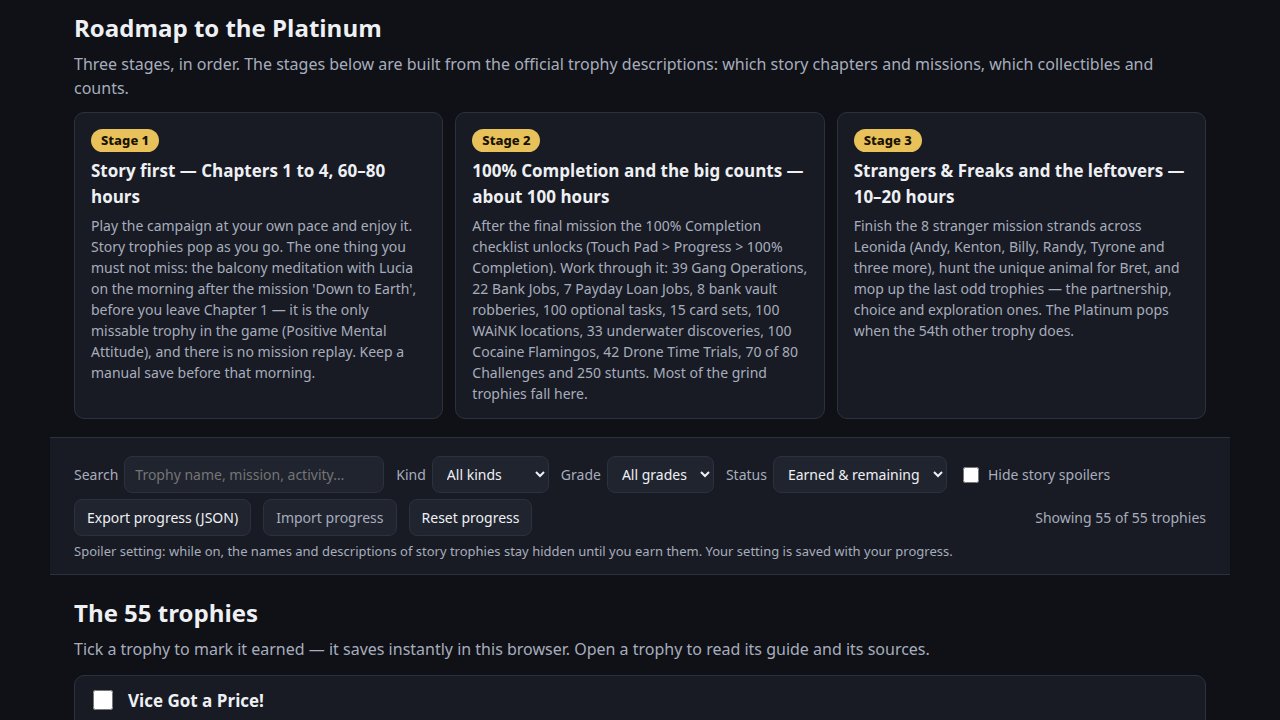 Roadmap to the Platinum
Three stages, in order. The stages below are built from the official trophy descriptions: which story chapters and missions, which collectibles and
counts.
Stage 1
Story first — Chapters 1 to 4, 60–80
hours
Play the campaign at your own pace and enjoy it.
Story trophies pop as you go. The one thing you
must not miss: the balcony meditation with Lucia
on the morning after the mission 'Down to Earth',
before you leave Chapter 1 — it is the only
missable trophy in the game (Positive Mental
Attitude), and there is no mission replay. Keep a
manual save before that morning.
Stage 2
100% Completion and the big counts —
about 100 hours
After the final mission the 100% Completion
checklist unlocks (Touch Pad > Progress > 100%
Completion). Work through it: 39 Gang Operations,
22 Bank Jobs, 7 Payday Loan Jobs, 8 bank vault
robberies, 100 optional tasks, 15 card sets, 100
WAiNK locations, 33 underwater discoveries, 100
Cocaine Flamingos, 42 Drone Time Trials, 70 of 80
Challenges and 250 stunts. Most of the grind
trophies fall here.
Stage 3
Strangers & Freaks and the leftovers —
10–20 hours
Finish the 8 stranger mission strands across
Leonida (Andy, Kenton, Billy, Randy, Tyrone and
three more), hunt the unique animal for Bret, and
mop up the last odd trophies — the partnership,
choice and exploration ones. The Platinum pops
when the 54th other trophy does.
Search Trophy name, mission, activity... Kind All kinds Grade All grades Status Earned & remaining Hide story spoilers
Export progress (JSON) Import progress Reset progress Showing 55 of 55 trophies
Spoiler setting: while on, the names and descriptions of story trophies stay hidden until you earn them. Your setting is saved with your progress.
The 55 trophies
Tick a trophy to mark it earned — it saves instantly in this browser. Open a trophy to read its guide and its sources.
Vice Got a Price!